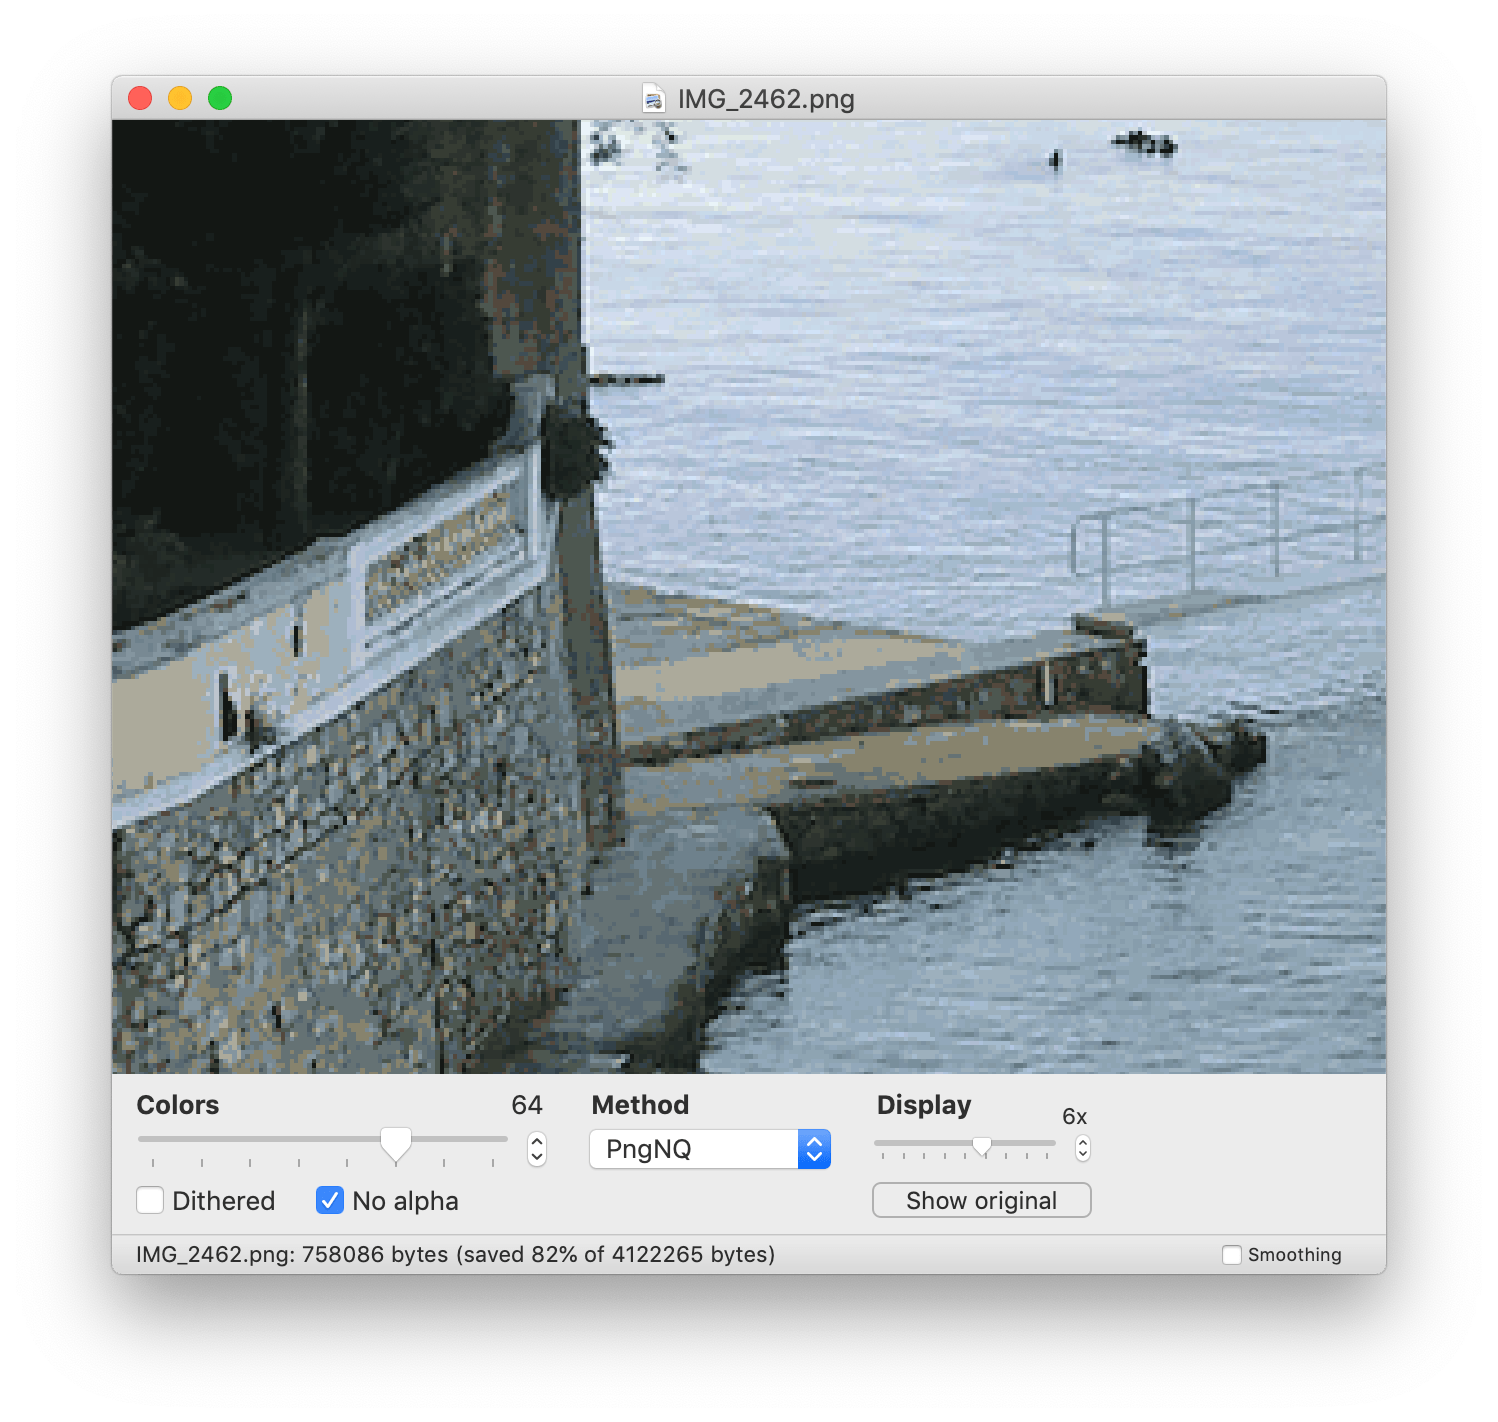 IMG_2462.png
Colors 64 Method Display 6x
PngNQ
Dithered No alpha Show original
IMG_2462.png: 758086 bytes (saved 82% of 4122265 bytes) Smoothing